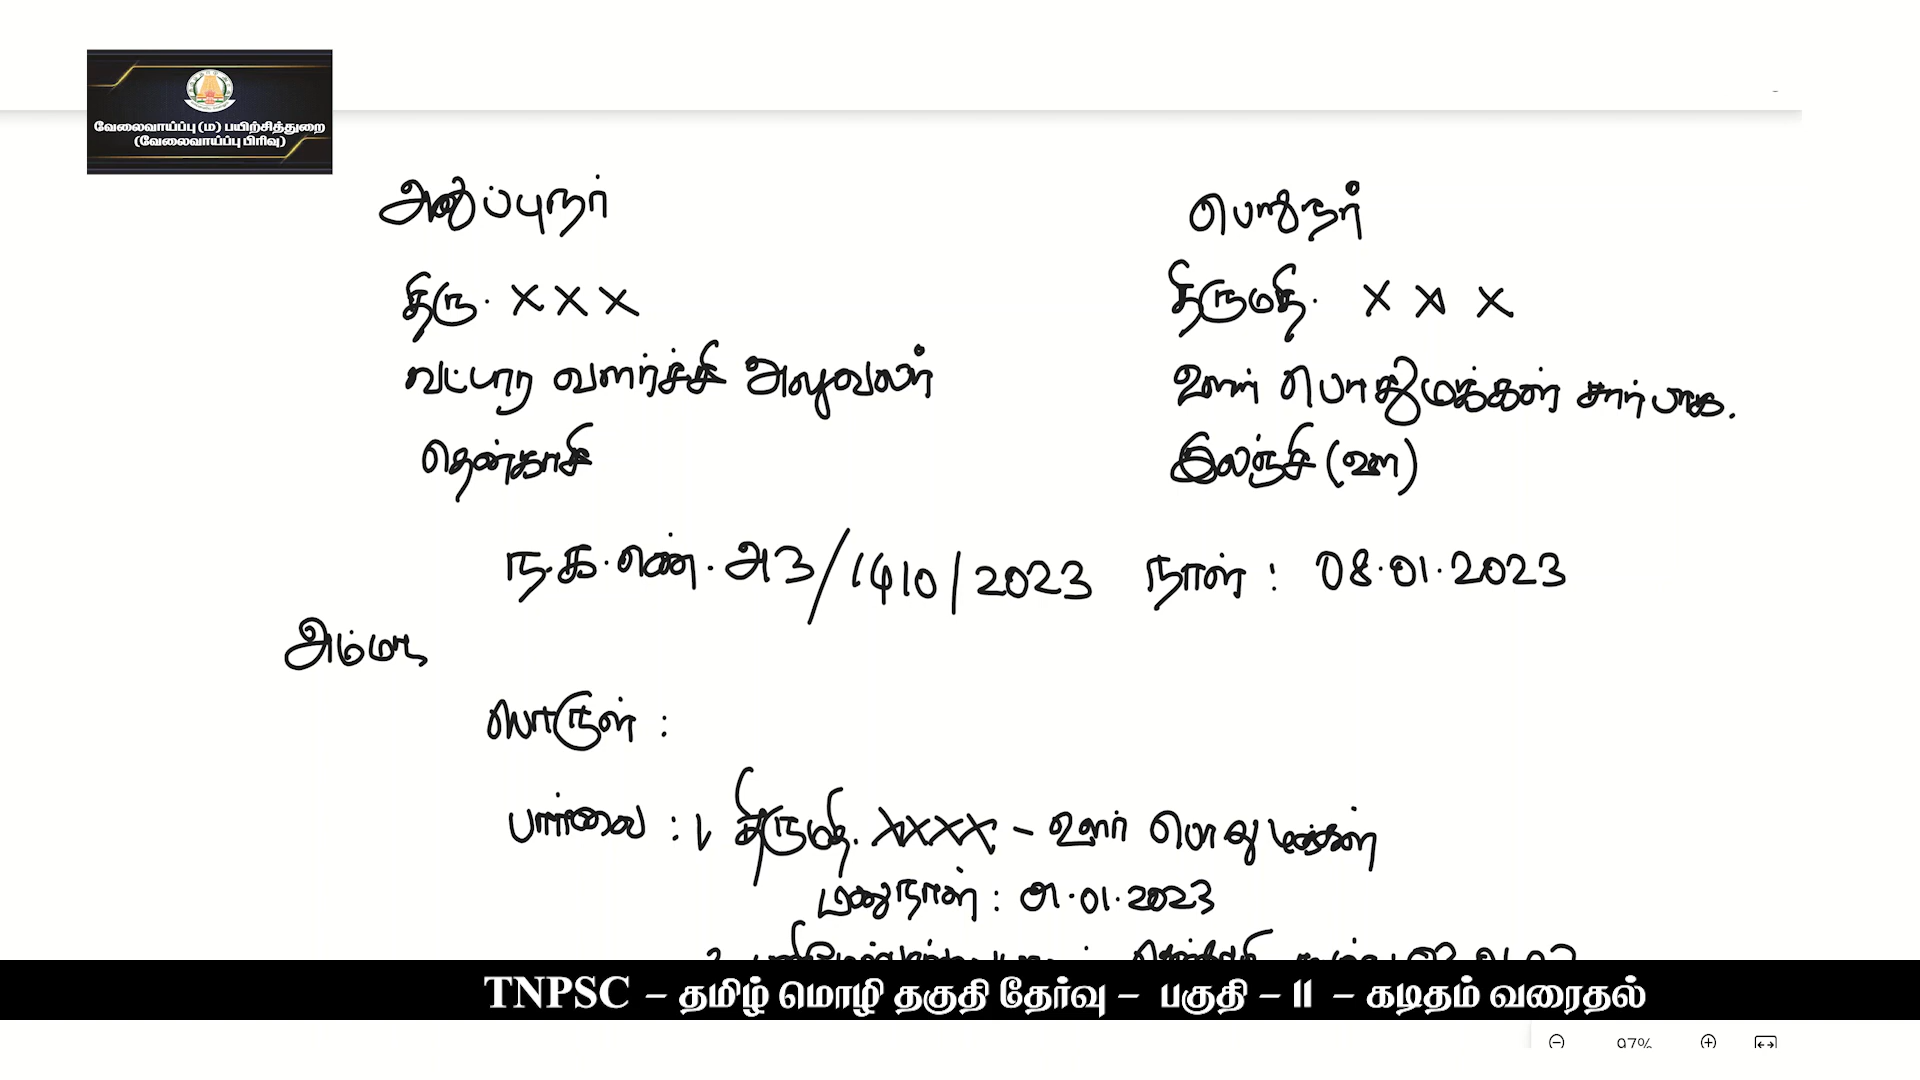 வேலைவாய்ப்பு (ம) பயிற்சித்துறை
(வேலைவாய்ப்பு பிரிவு)
அனுப்புநர்
பெறுநர்
திரு. XXX
திருமதி. X X X
வட்டார வளர்ச்சி அலுவலர்
ஊர் பொதுமக்கள் சார்பாக.
தென்காசி
இலஞ்சி (ஊ)
ந.க.எண். அ3/1410/2023 நாள் : 08.01.2023
அம்மா
பொருள் :
பார்வை : 1, திருமதி. XXXX - ஊர் பொது மக்கள்
மனுநாள் : 01.01.2023
TNPSC – தமிழ் மொழி தகுதி தேர்வு – பகுதி – II – கடிதம் வரைதல்
97%